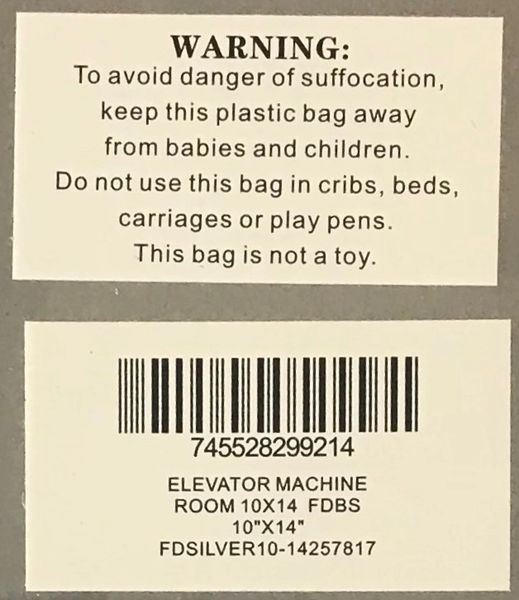 WARNING:
To avoid danger of suffocation,
keep this plastic bag away
from babies and children.
Do not use this bag in cribs, beds,
carriages or play pens.
This bag is not a toy.
745528299214
ELEVATOR MACHINE
ROOM 10X14 FDBS
10"X14"
FDSILVER10-14257817